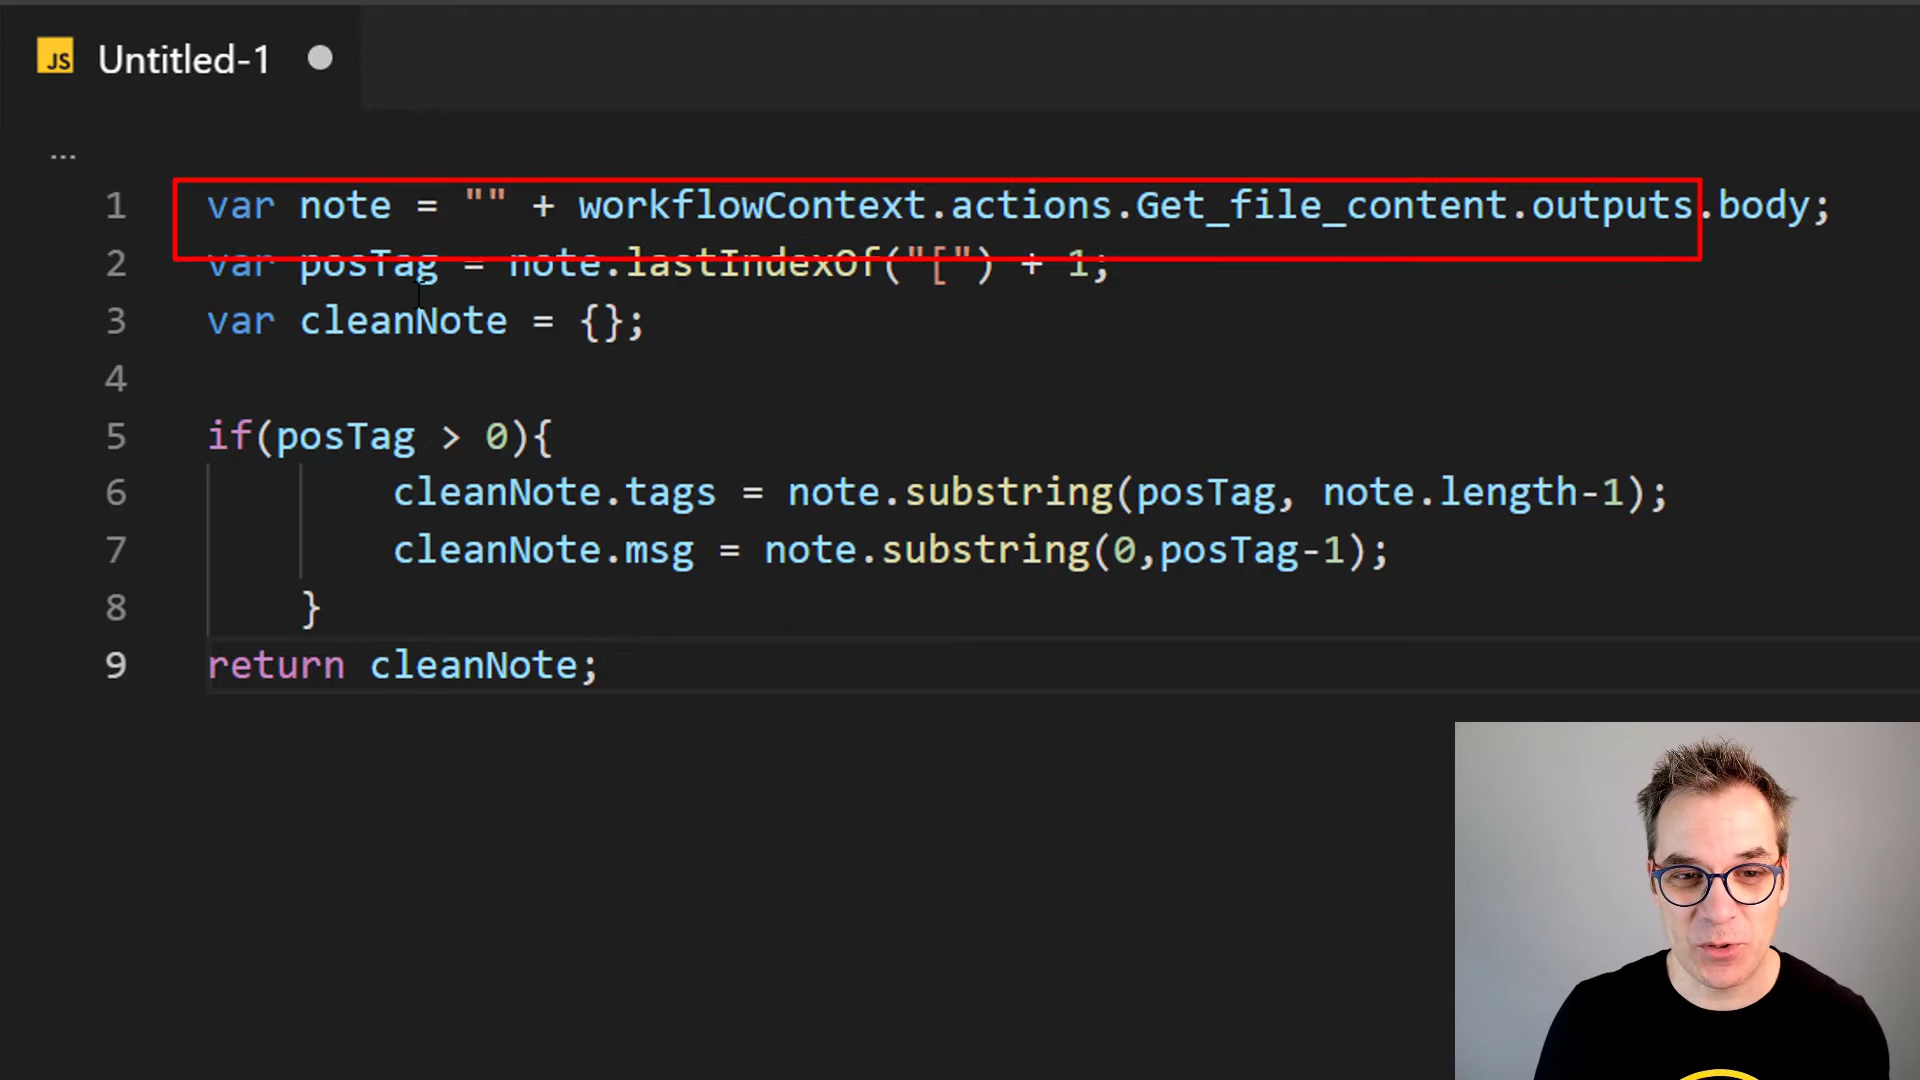 JS Untitled-1
...
1 var note = "" + workflowContext.actions.Get_file_content.outputs.body;
2 var posTag = note.lastIndexOf("[") + 1;
3 var cleanNote = {};
4
5 if(posTag > 0){
6 cleanNote.tags = note.substring(posTag, note.length-1);
7 cleanNote.msg = note.substring(0,posTag-1);
8 }
9 return cleanNote;